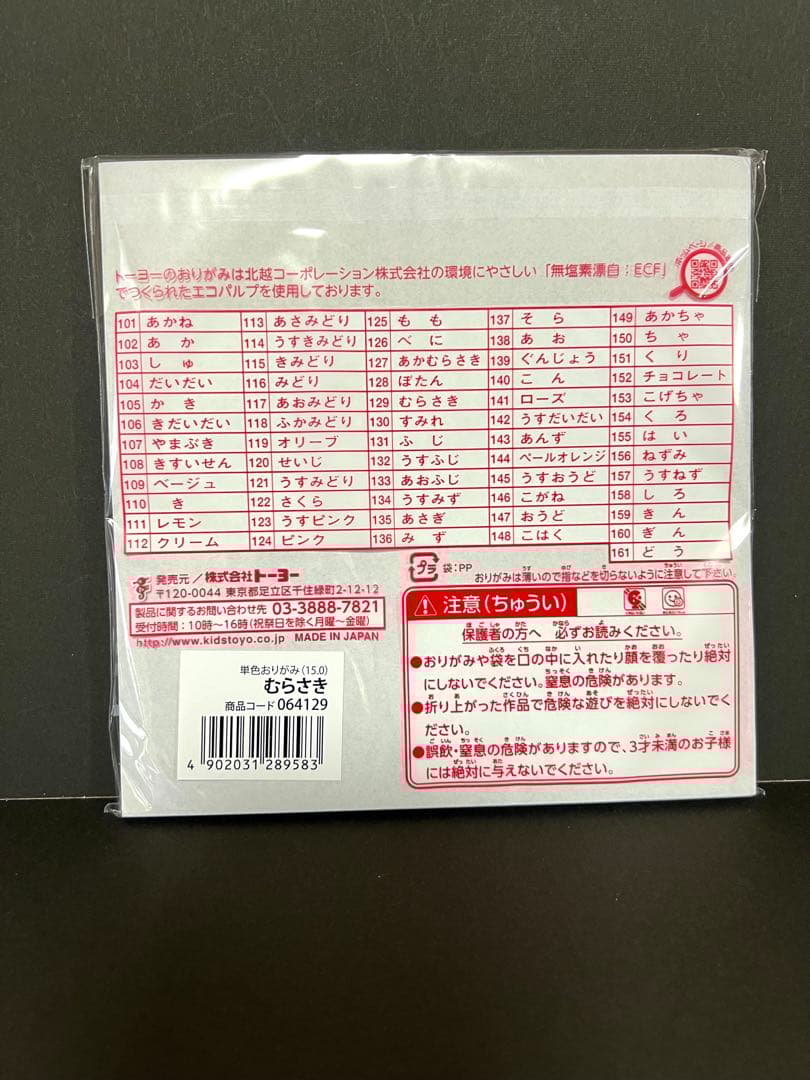 トーヨーのおりがみは北越コーポレーション株式会社の環境にやさしい「無塩素漂白:ECF」
でつくられたエコパルプを使用しております。
101 あかね 113 あさみどり 125 もも 137 そら 149 あかちゃ
102 あか 114 うすきみどり 126 べに 138 あお 150 ちゃ
103 しゅ 115 きみどり 127 あかむらさき 139 ぐんじょう 151 くり
104 だいだい 116 みどり 128 ぼたん 140 こん 152 チョコレート
105 かき 117 あおみどり 129 むらさき 141 ローズ 153 こげちゃ
106 きだいだい 118 ふかみどり 130 すみれ 142 うすだいだい 154 くろ
107 やまぶき 119 オリーブ 131 ふじ 143 あんず 155 はい
108 きすいせん 120 せいじ 132 うすふじ 144 ペールオレンジ 156 ねずみ
109 ベージュ 121 うすみどり 133 あおふじ 145 うすおうど 157 うすねず
110 き 122 さくら 134 うすみず 146 こがね 158 しろ
111 レモン 123 うすピンク 135 あさぎ 147 おうど 159 きん
112 クリーム 124 ピンク 136 みず 148 こはく 160 ぎん
161 どう
プラ 袋:PP
おりがみは薄いので指などを切らないように注意して下さい。
発売元/株式会社トーヨー
〒120-0044 東京都足立区千住緑町2-12-12
製品に関するお問い合わせ先 03-3888-7821
受付時間:10時〜16時(祝祭日を除く月曜〜金曜)
http://www.kidstoyo.co.jp MADE IN JAPAN
単色おりがみ(15.0)
むらさき
商品コード 064129
4 902031 289583
注意(ちゅうい)
保護者の方へ 必ずお読みください。
●おりがみや袋を口の中に入れたり顔を覆ったり絶対
にしないでください。窒息の危険があります。
●折り上がった作品で危険な遊びを絶対にしないでく
ださい。
●誤飲・窒息の危険がありますので、3才未満のお子様
には絶対に与えないでください。